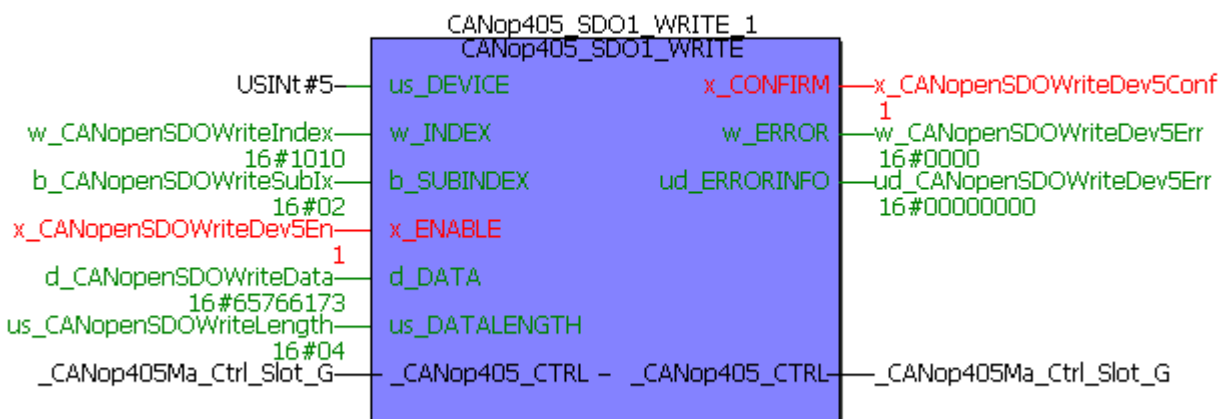 CANop405_SDO1_WRITE_1
CANop405_SDO1_WRITE
USINt#5 us_DEVICE x_CONFIRM x_CANopenSDOWriteDev5Conf
1
w_CANopenSDOWriteIndex w_INDEX w_ERROR w_CANopenSDOWriteDev5Err
16#1010 16#0000
b_CANopenSDOWriteSubIx b_SUBINDEX ud_ERRORINFO ud_CANopenSDOWriteDev5Err
16#02 16#00000000
x_CANopenSDOWriteDev5En x_ENABLE
1
d_CANopenSDOWriteData d_DATA
16#65766173
us_CANopenSDOWriteLength us_DATALENGTH
16#04
_CANop405Ma_Ctrl_Slot_G _CANop405_CTRL – _CANop405_CTRL _CANop405Ma_Ctrl_Slot_G